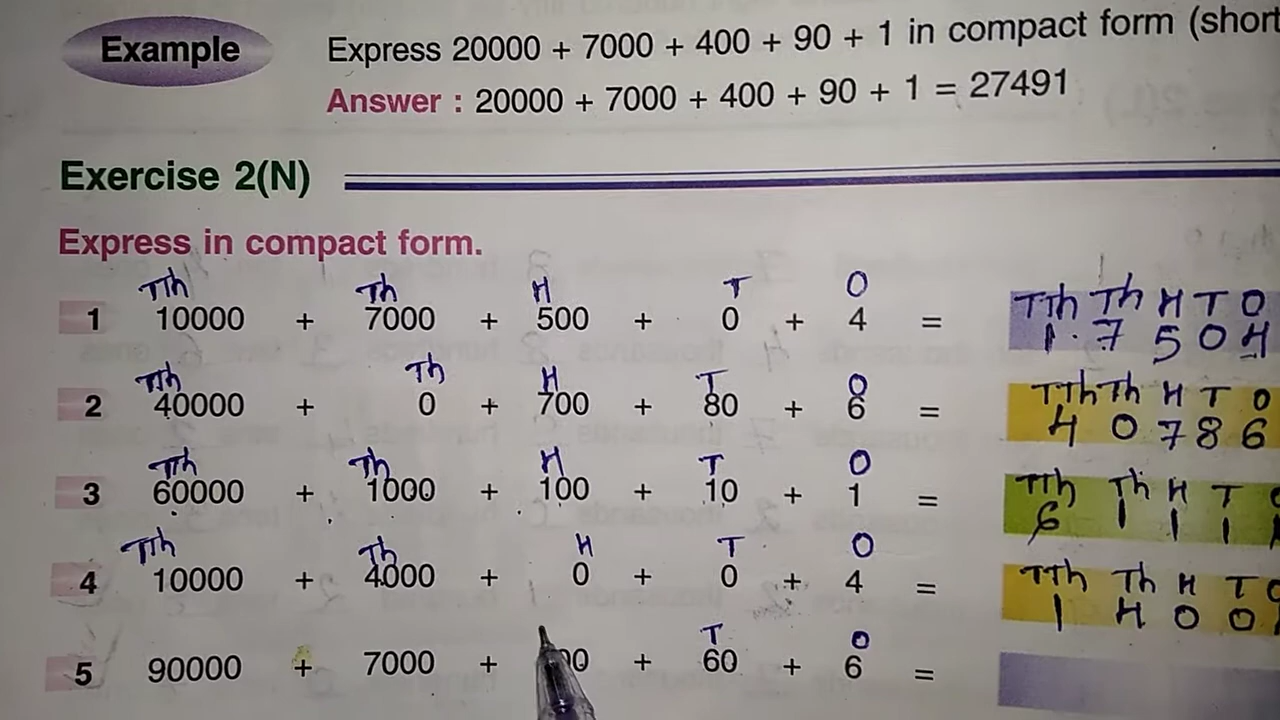 Example Express 20000 + 7000 + 400 + 90 + 1 in compact form (short
Answer : 20000 + 7000 + 400 + 90 + 1 = 27491
Exercise 2(N)
Express in compact form.
TTh Th H T O TTh Th H T O
1 10000 + 7000 + 500 + 0 + 4 = 1 7 5 0 4
TTh Th H T O TTh Th H T O
2 40000 + 0 + 700 + 80 + 6 = 4 0 7 8 6
TTh Th H T O TTh Th H T O
3 60000 + 1000 + 100 + 10 + 1 = 6 1 1 1 1
TTh Th H T O TTh Th H T O
4 10000 + 4000 + 0 + 0 + 4 = 1 4 0 0
T O
5 90000 + 7000 + 00 + 60 + 6 =